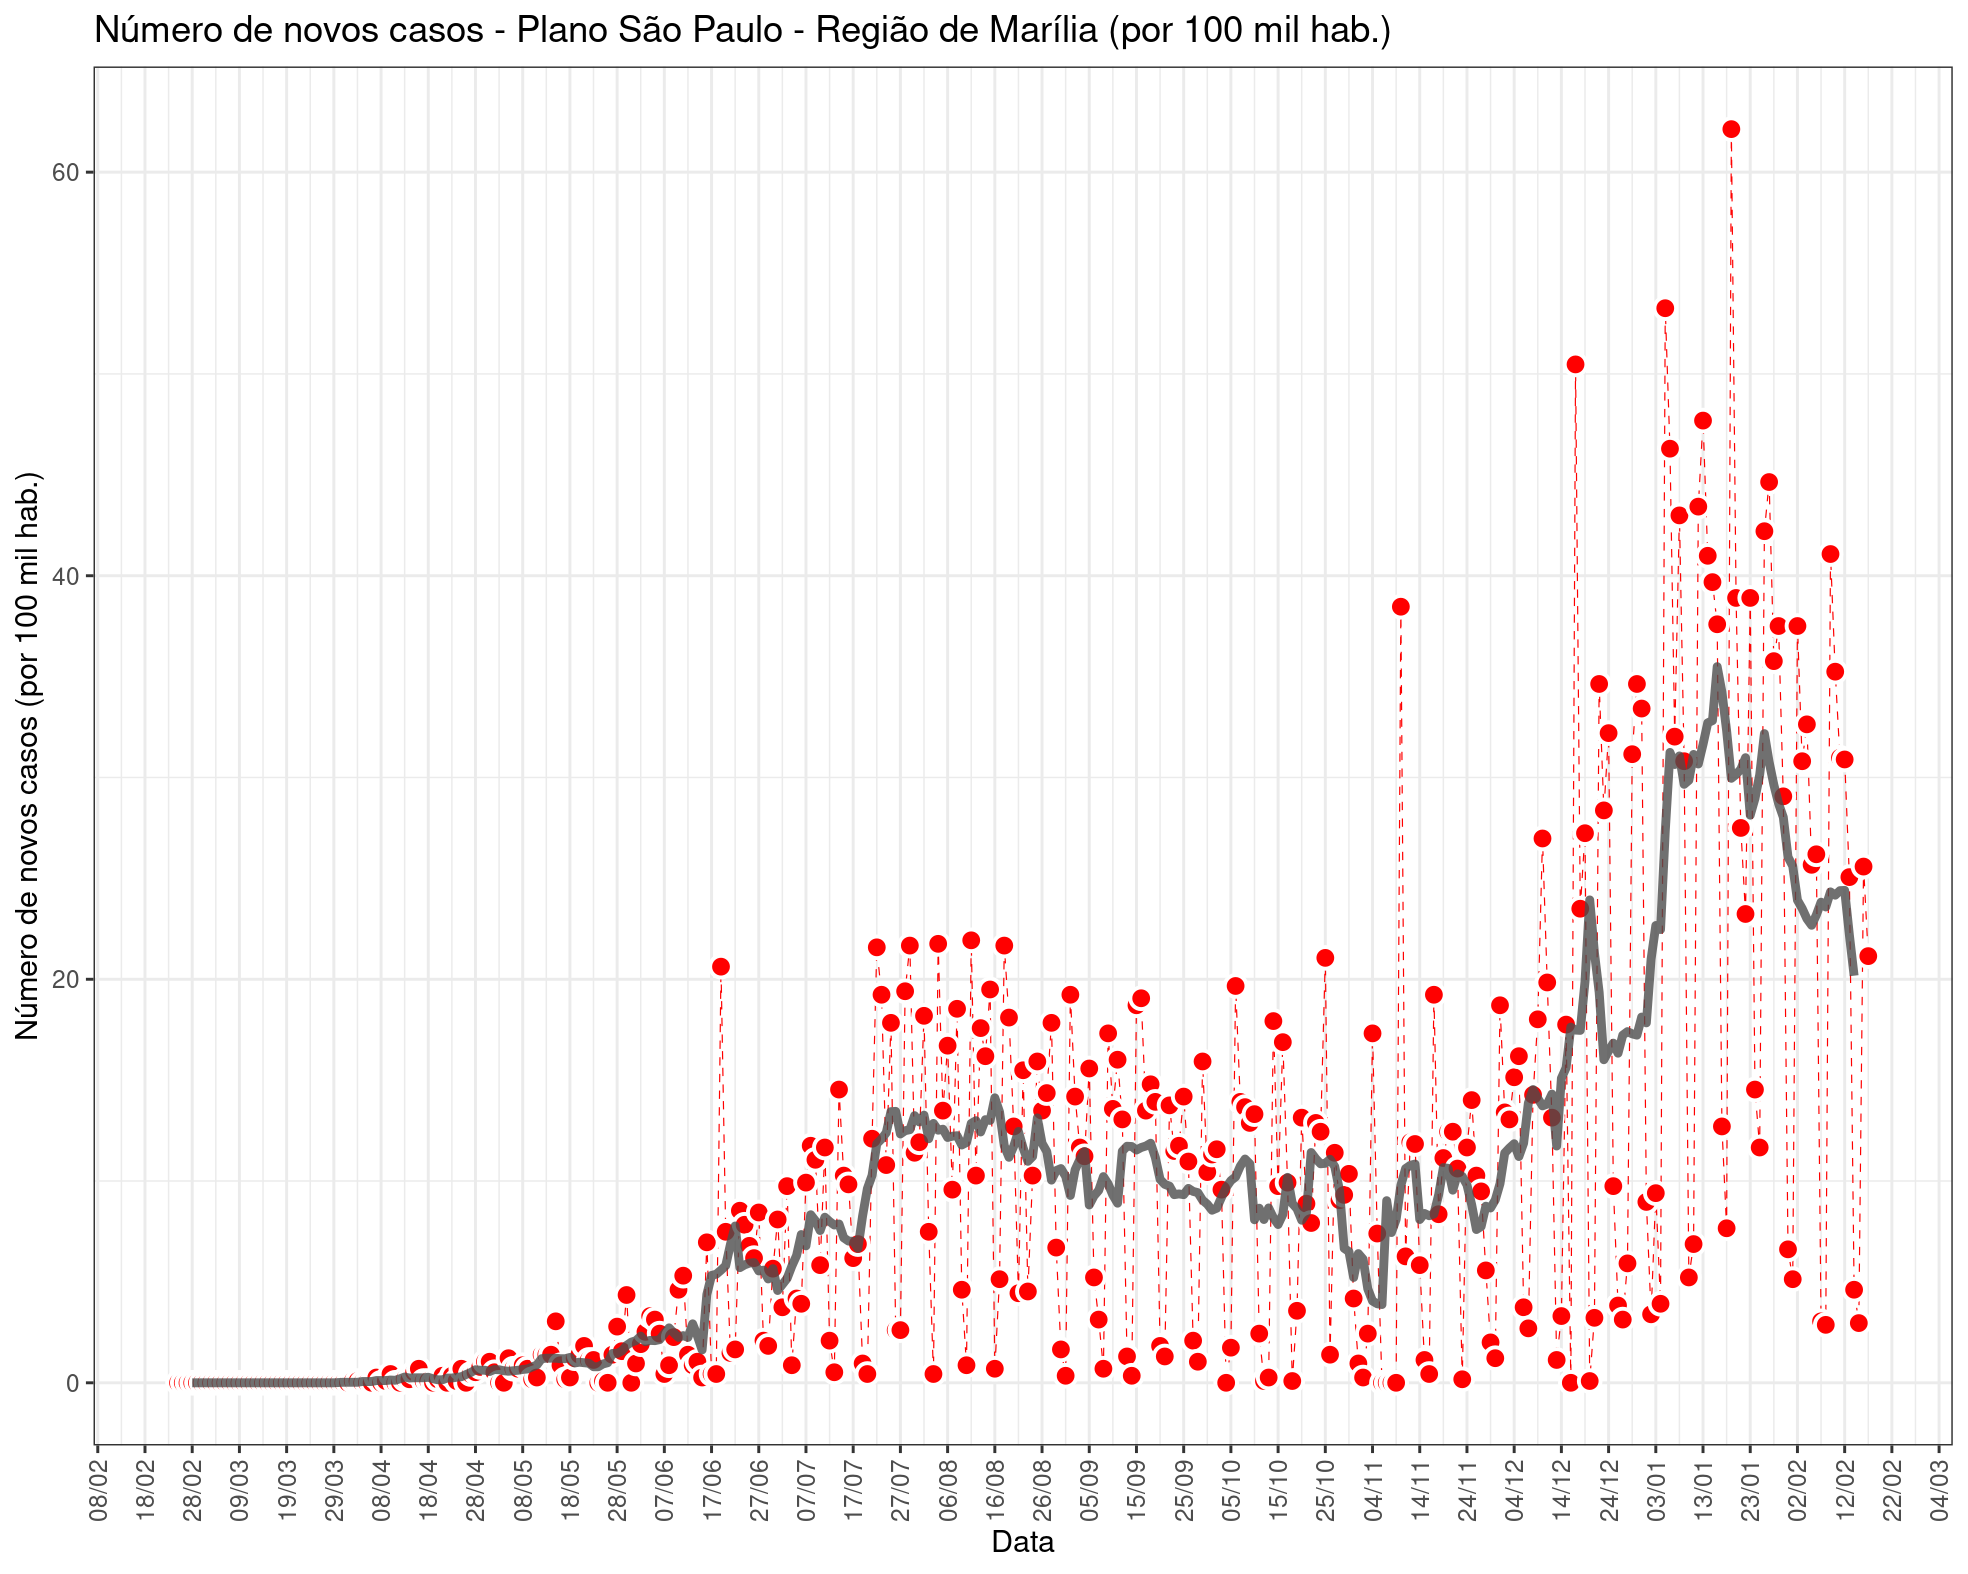 Número de novos casos - Plano São Paulo - Região de Marília (por 100 mil hab.)
Número de novos casos (por 100 mil hab.)
60
40
20
0
08/02 18/02 28/02 09/03 19/03 29/03 08/04 18/04 28/04 08/05 18/05 28/05 07/06 17/06 27/06 07/07 17/07 27/07 06/08 16/08 26/08 05/09 15/09 25/09 05/10 15/10 25/10 04/11 14/11 24/11 04/12 14/12 24/12 03/01 13/01 23/01 02/02 12/02 22/02 04/03
Data